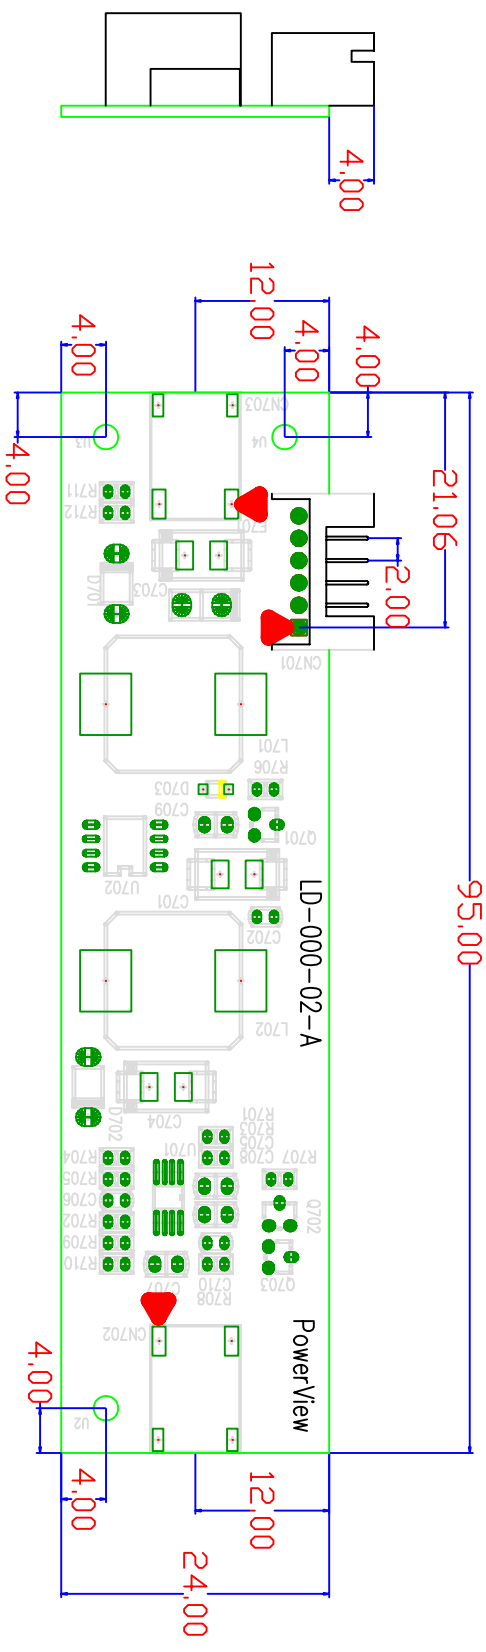 4.00
12.00
4.00
4.00
4.00
4.00
21.06
2.00
95.00
CN703
U3
U4
R711
R712
F701
D701
C703
CN701
L701
D703
R706
C709
Q701
U702
C701
C702
LD-000-02-A
L702
C704
D702
R701
R703
C705
C708
U701
R707
R704
R705
C706
R702
R709
R710
Q702
Q703
C707
C710
R708
CN702
PowerView
U2
4.00
4.00
12.00
24.00